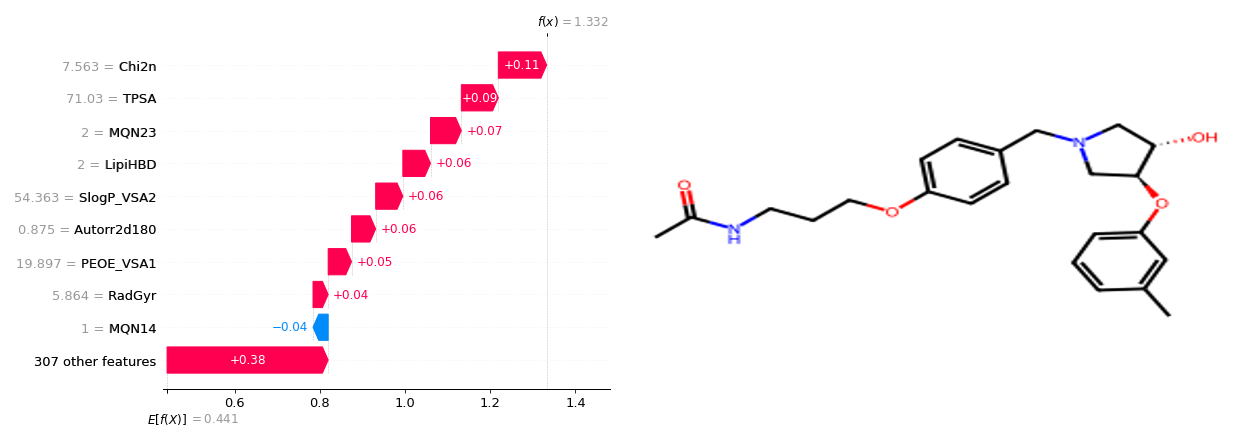 f(x) = 1.332
7.563 = Chi2n
+0.11
71.03 = TPSA
+0.09
2 = MQN23
+0.07
2 = LipiHBD
+0.06
54.363 = SlogP_VSA2
+0.06
0.875 = Autorr2d180
+0.06
19.897 = PEOE_VSA1
+0.05
5.864 = RadGyr
+0.04
1 = MQN14
−0.04
307 other features
+0.38
0.6 0.8 1.0 1.2 1.4
E[f(X)] = 0.441
N
OH
O
O
O
N
H